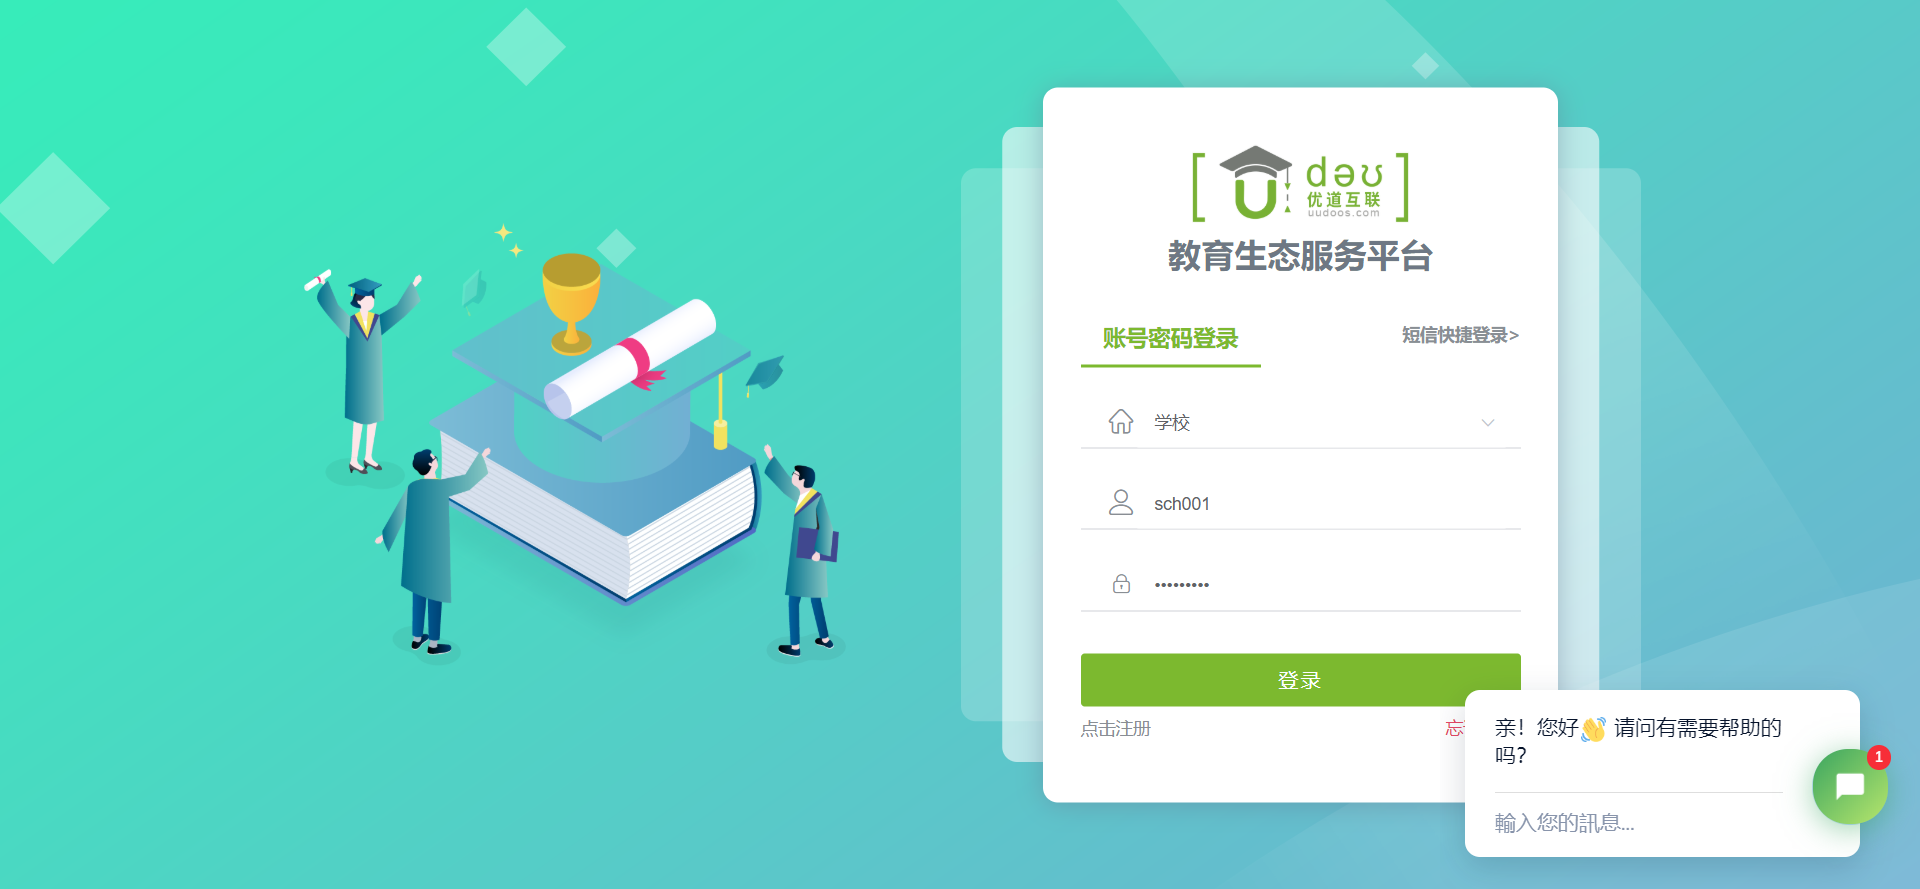 dəʊ
优道互联
uudoos.com
教育生态服务平台
账号密码登录
短信快捷登录>
学校
sch001
•••••••••
登录
点击注册
忘
亲！您好👋 请问有需要帮助的
吗？
1
輸入您的訊息...